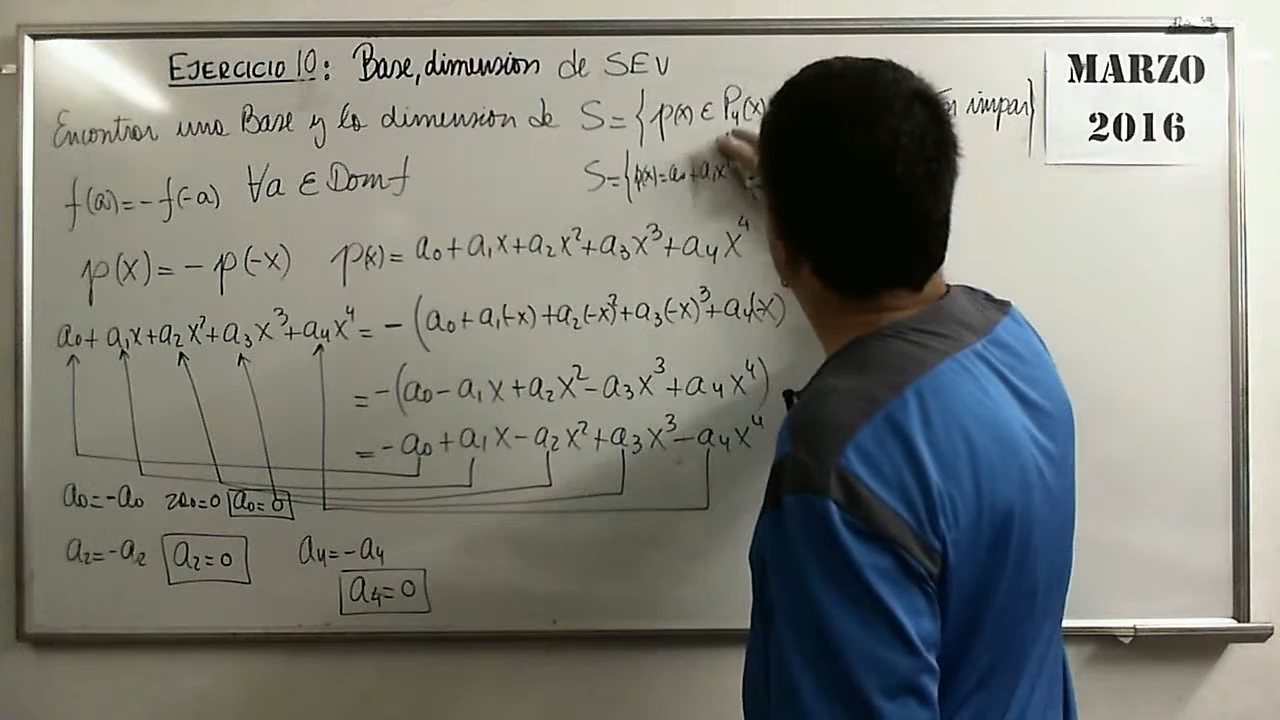 EJERCICIO 10: Base, dimension de SEV
Encontrar una Base y la dimension de S={p(x) ∈ P₄(x) impar}
MARZO
2016
f(a)=-f(-a) ∀a ∈ Dom f
S={p(x)=a₀+a₁x
p(x)=-p(-x) p(x)=a₀+a₁x+a₂x²+a₃x³+a₄x⁴
a₀+a₁x+a₂x²+a₃x³+a₄x⁴=-(a₀+a₁(-x)+a₂(-x)²+a₃(-x)³+a₄(-x)
=-(a₀-a₁x+a₂x²-a₃x³+a₄x⁴)
=-a₀+a₁x-a₂x²+a₃x³-a₄x⁴
a₀=-a₀ 2a₀=0 a₀=0
a₂=-a₂ a₂=0 a₄=-a₄
a₄=0